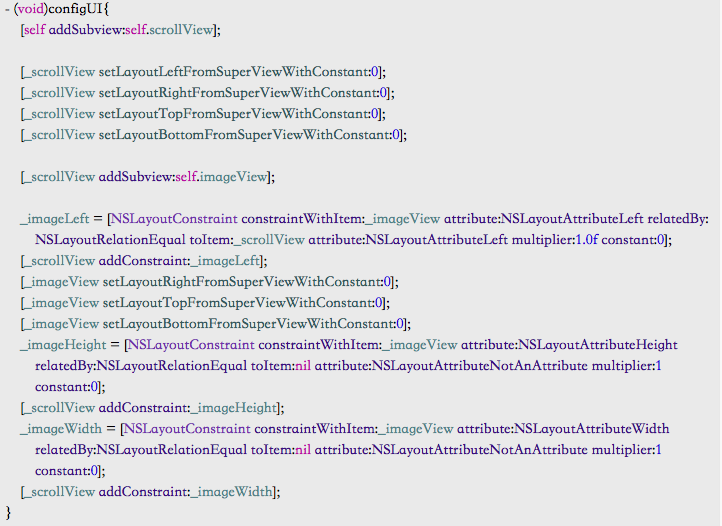 - (void)configUI{
[self addSubview:self.scrollView];
[_scrollView setLayoutLeftFromSuperViewWithConstant:0];
[_scrollView setLayoutRightFromSuperViewWithConstant:0];
[_scrollView setLayoutTopFromSuperViewWithConstant:0];
[_scrollView setLayoutBottomFromSuperViewWithConstant:0];
[_scrollView addSubview:self.imageView];
_imageLeft = [NSLayoutConstraint constraintWithItem:_imageView attribute:NSLayoutAttributeLeft relatedBy:
NSLayoutRelationEqual toItem:_scrollView attribute:NSLayoutAttributeLeft multiplier:1.0f constant:0];
[_scrollView addConstraint:_imageLeft];
[_imageView setLayoutRightFromSuperViewWithConstant:0];
[_imageView setLayoutTopFromSuperViewWithConstant:0];
[_imageView setLayoutBottomFromSuperViewWithConstant:0];
_imageHeight = [NSLayoutConstraint constraintWithItem:_imageView attribute:NSLayoutAttributeHeight
relatedBy:NSLayoutRelationEqual toItem:nil attribute:NSLayoutAttributeNotAnAttribute multiplier:1
constant:0];
[_scrollView addConstraint:_imageHeight];
_imageWidth = [NSLayoutConstraint constraintWithItem:_imageView attribute:NSLayoutAttributeWidth
relatedBy:NSLayoutRelationEqual toItem:nil attribute:NSLayoutAttributeNotAnAttribute multiplier:1
constant:0];
[_scrollView addConstraint:_imageWidth];
}